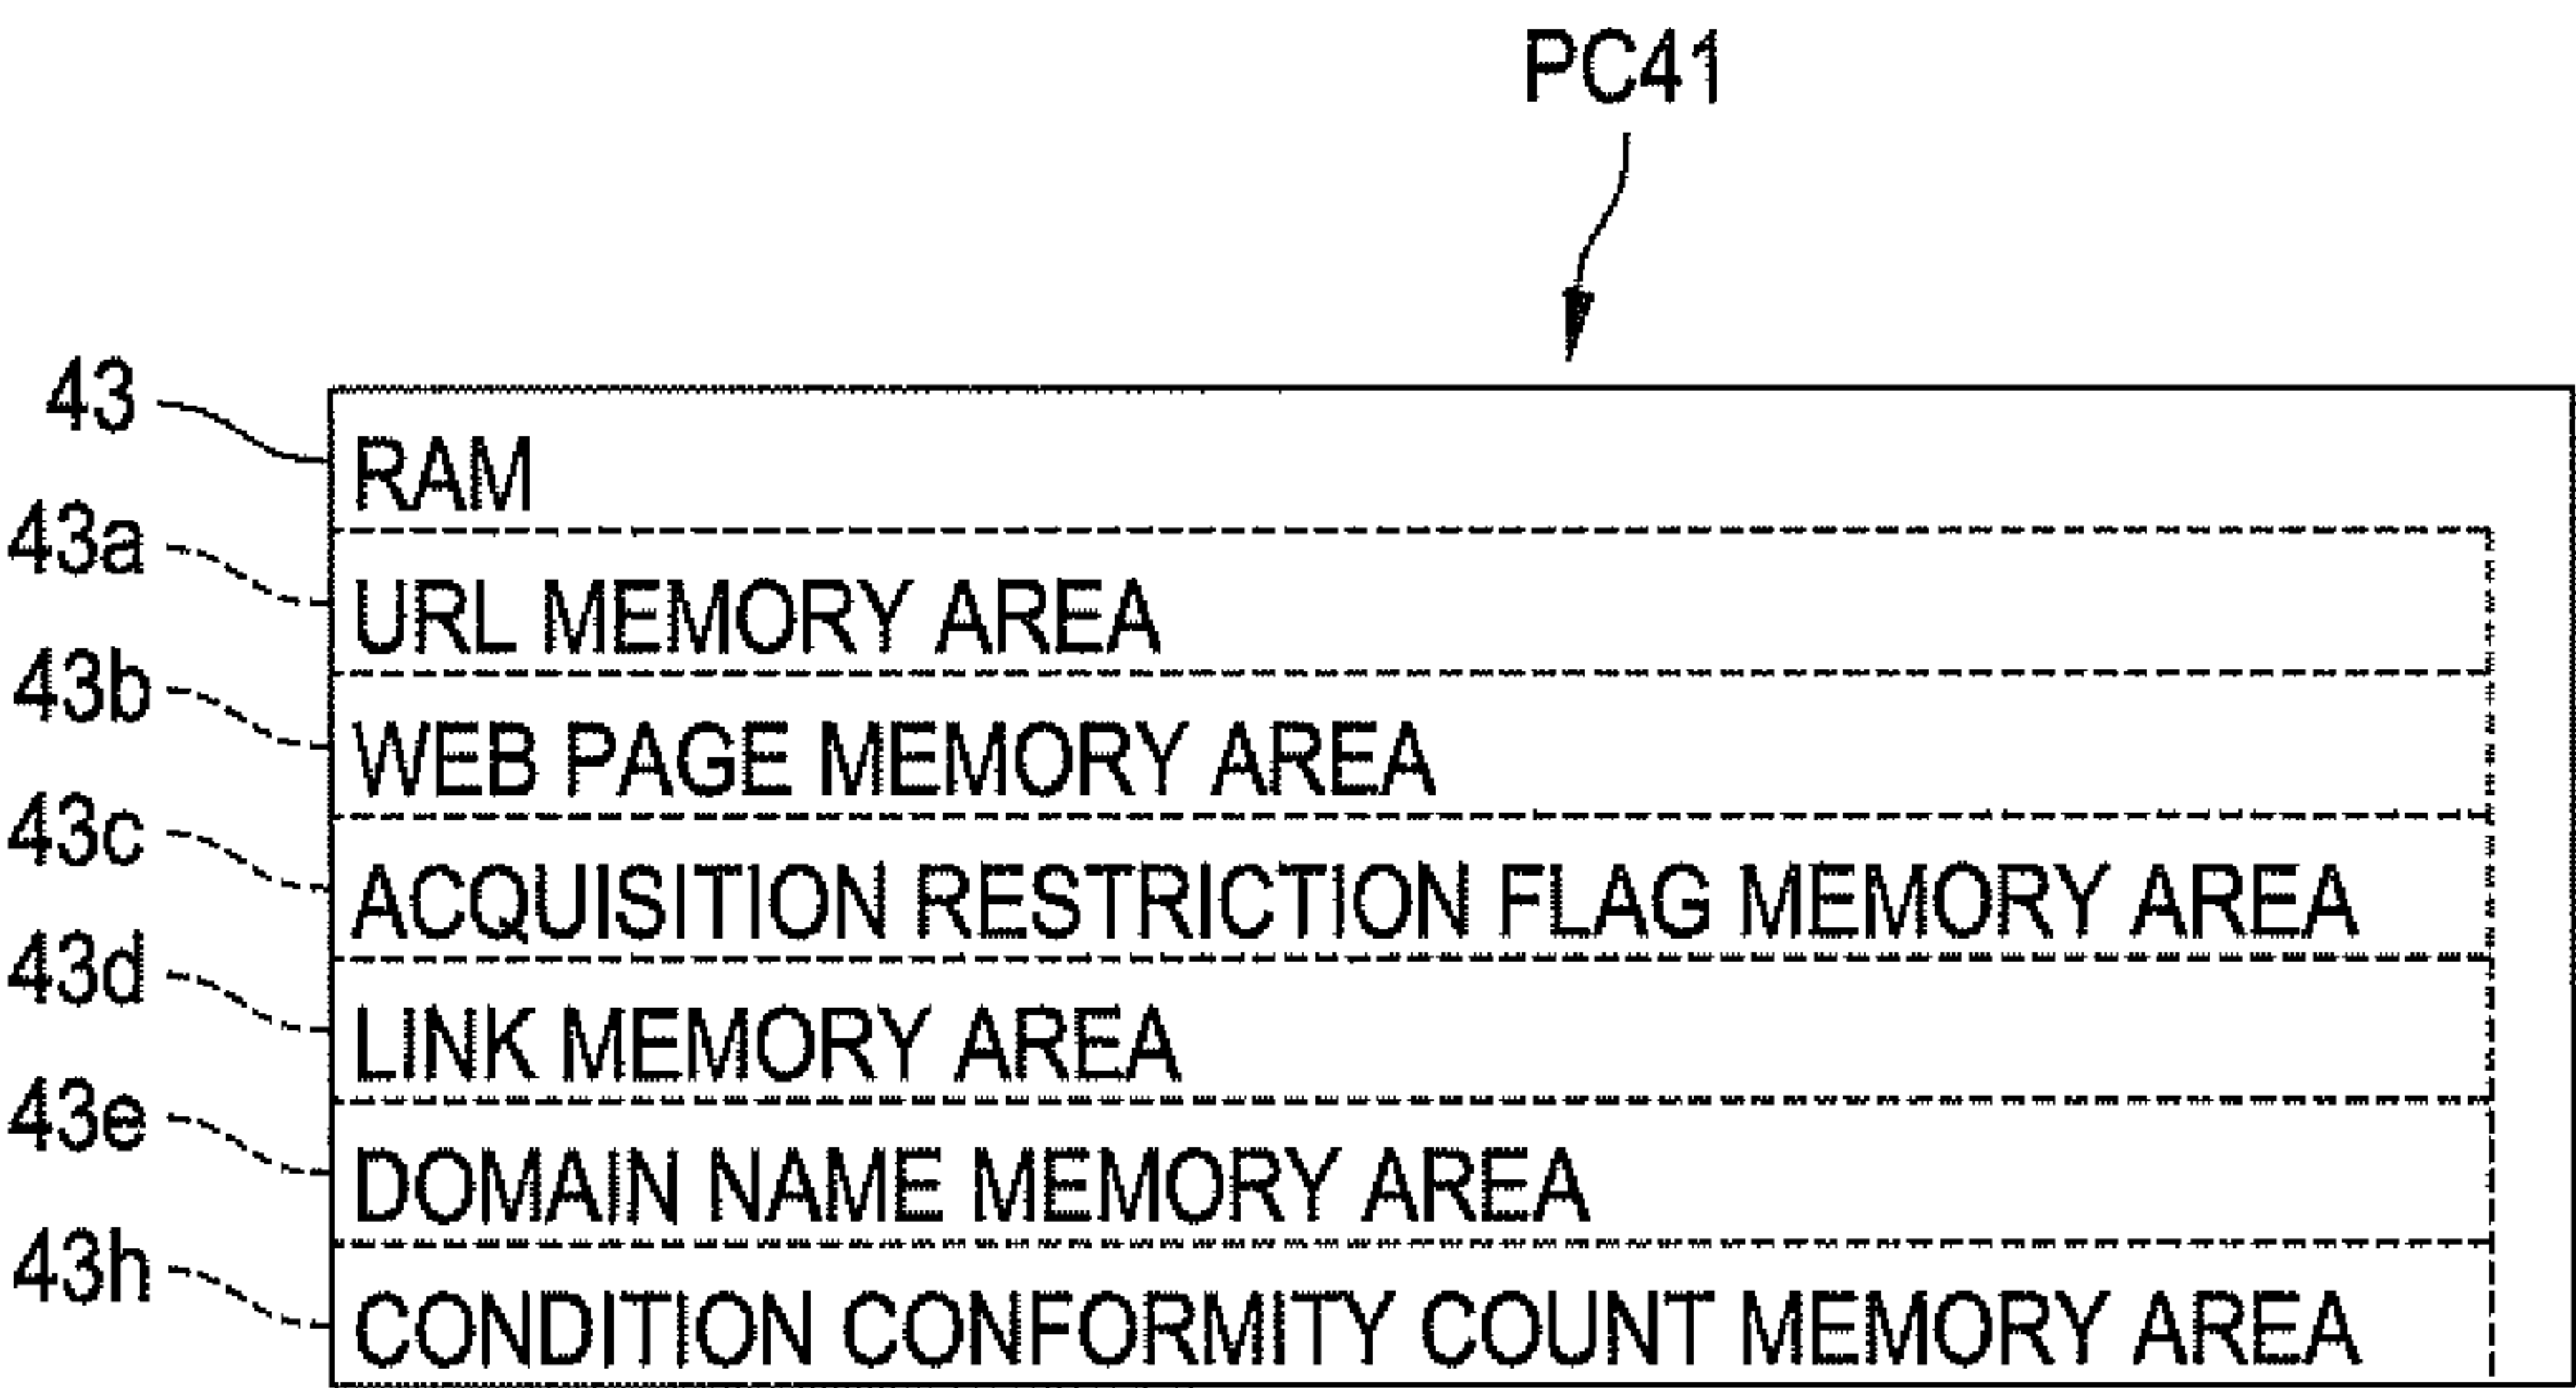 PC41
43 RAM
43a URL MEMORY AREA
43b WEB PAGE MEMORY AREA
43c ACQUISITION RESTRICTION FLAG MEMORY AREA
43d LINK MEMORY AREA
43e DOMAIN NAME MEMORY AREA
43h CONDITION CONFORMITY COUNT MEMORY AREA